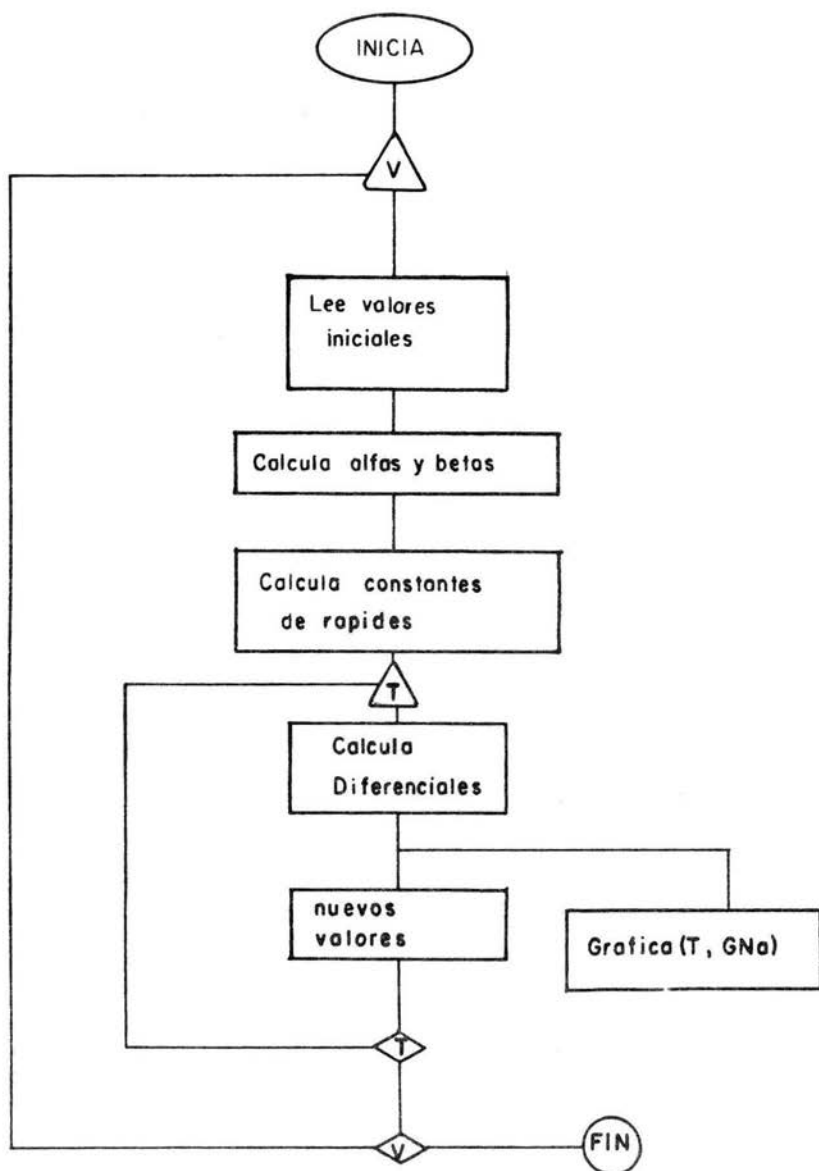 INICIA
V
Lee valores
iniciales
Calcula alfas y betas
Calcula constantes
de rapides
T
Calcula
Diferenciales
nuevos
valores
Grafica (T, GNa)
T
V
FIN